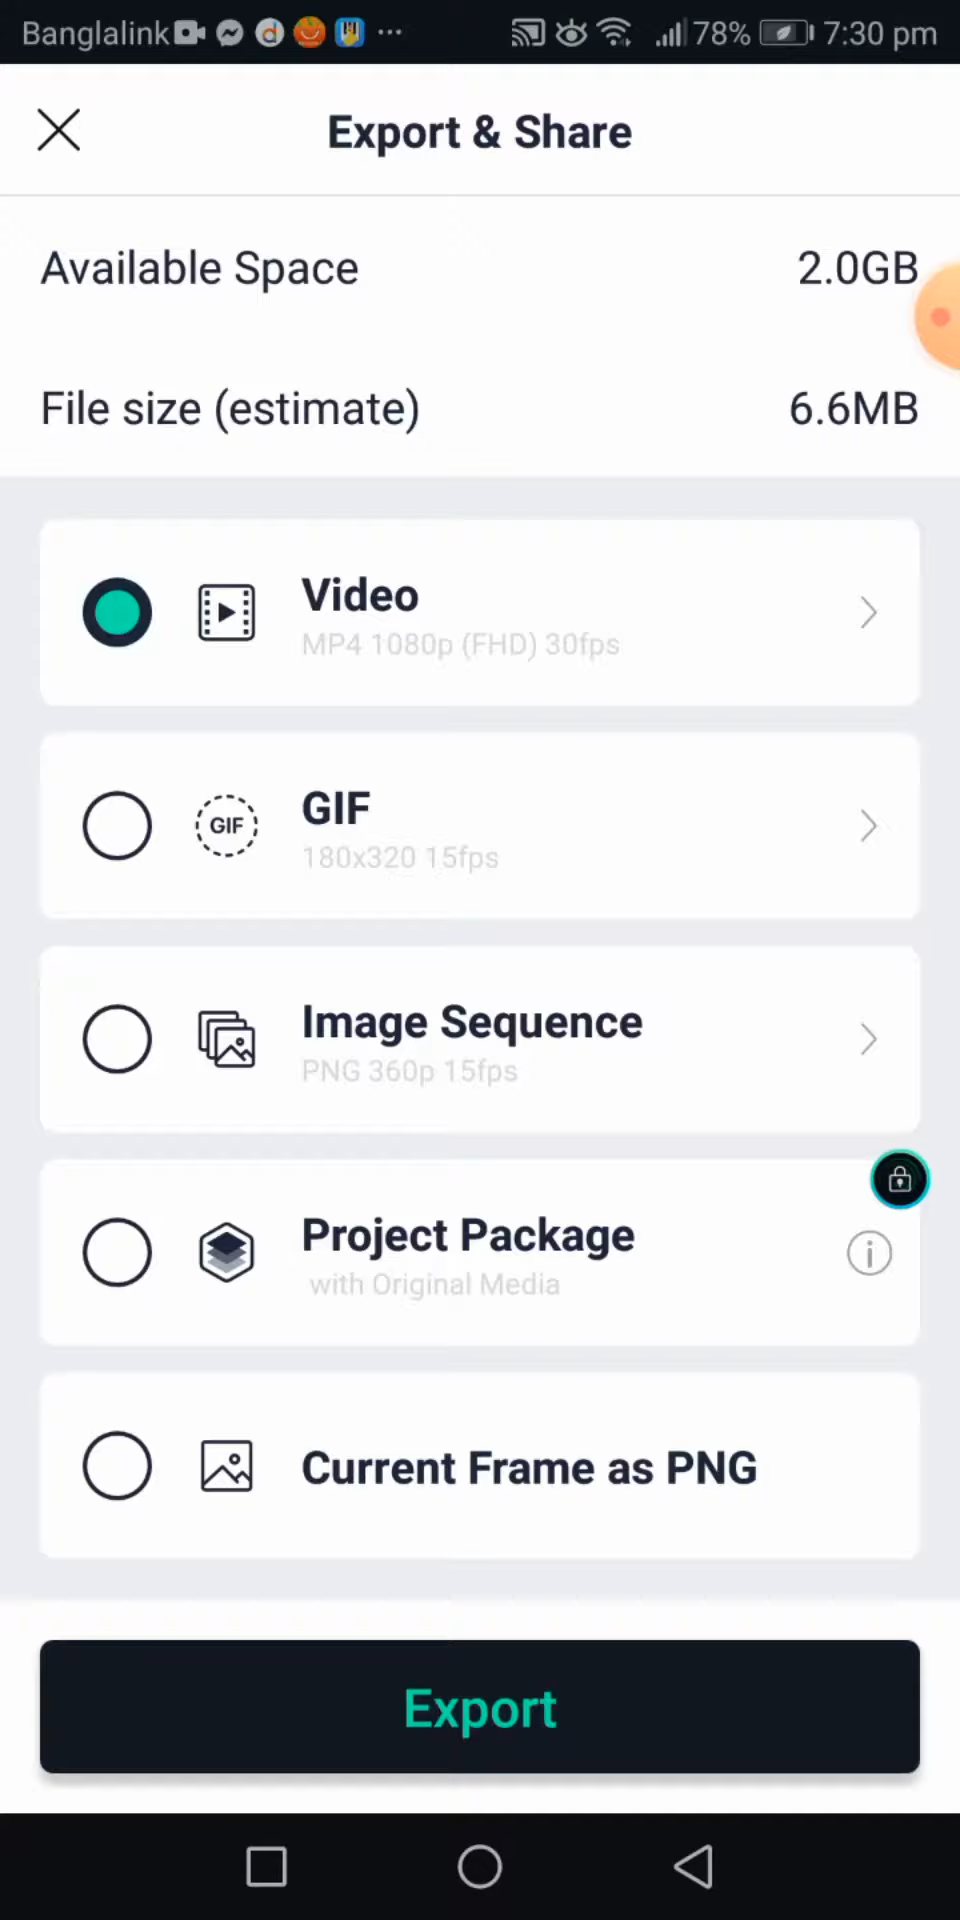 Banglalink 78% 7:30 pm
Export & Share
Available Space 2.0GB
File size (estimate) 6.6MB
Video
MP4 1080p (FHD) 30fps
GIF
GIF
180x320 15fps
Image Sequence
PNG 360p 15fps
Project Package
with Original Media
Current Frame as PNG
Export